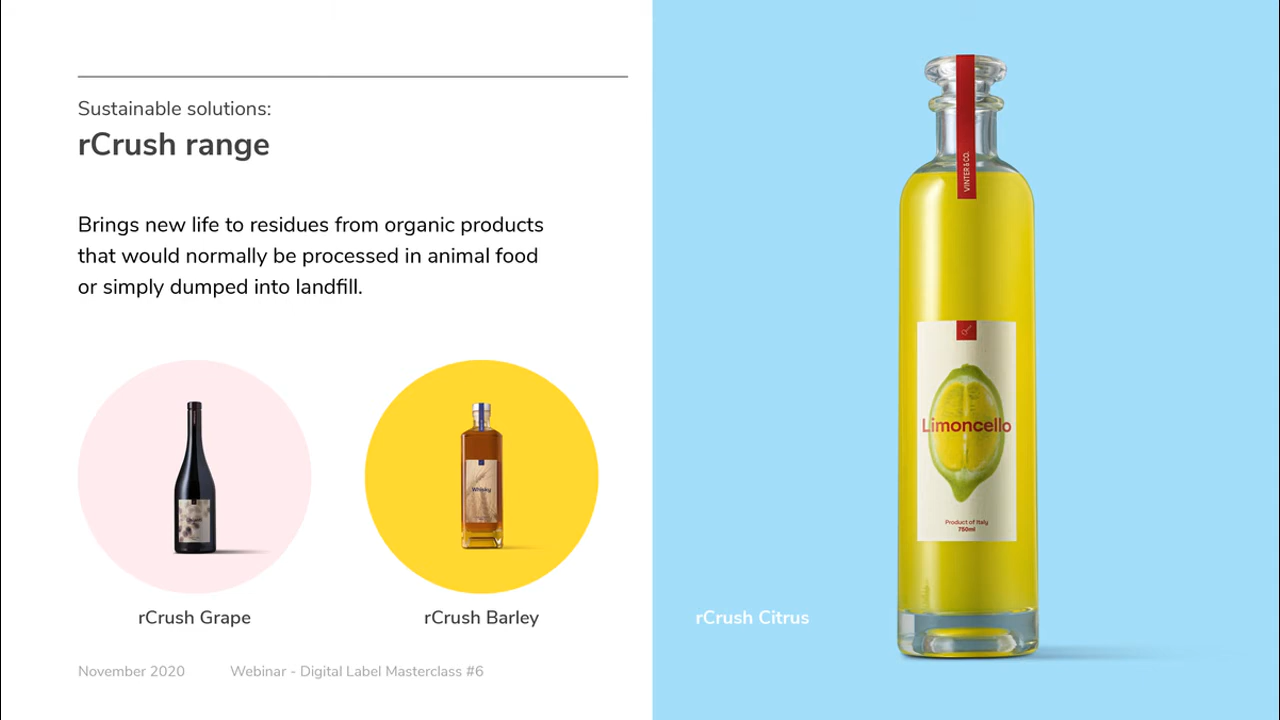 Sustainable solutions:
rCrush range
Brings new life to residues from organic products
that would normally be processed in animal food
or simply dumped into landfill.
Whisky
rCrush Grape
rCrush Barley
VINTER & CO.
Limoncello
Product of Italy
750ml
rCrush Citrus
November 2020
Webinar - Digital Label Masterclass #6